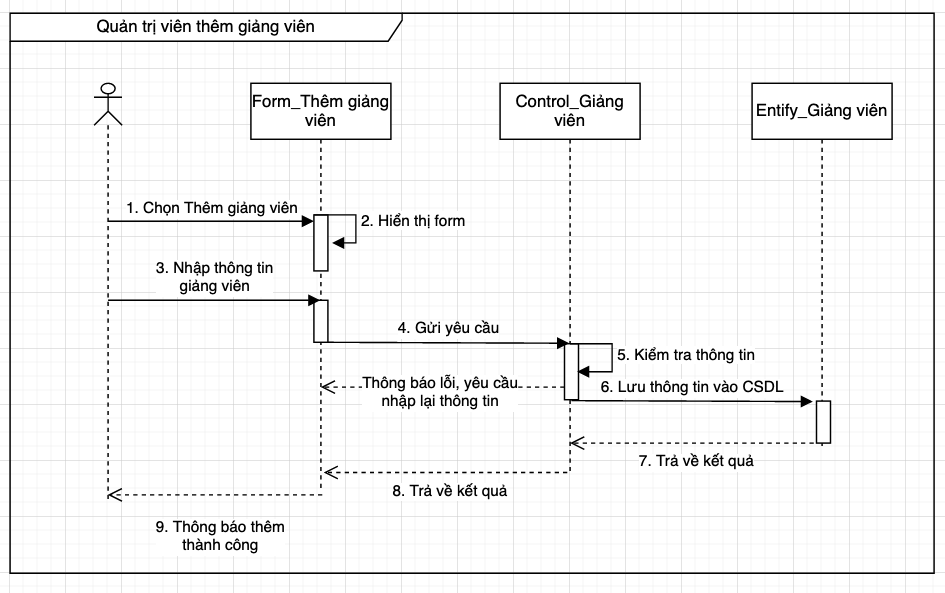 Quản trị viên thêm giảng viên
Form_Thêm giảng
viên
Control_Giảng
viên
Entify_Giảng viên
1. Chọn Thêm giảng viên
2. Hiển thị form
3. Nhập thông tin
giảng viên
4. Gửi yêu cầu
5. Kiểm tra thông tin
Thông báo lỗi, yêu cầu
nhập lại thông tin
6. Lưu thông tin vào CSDL
7. Trả về kết quả
8. Trả về kết quả
9. Thông báo thêm
thành công